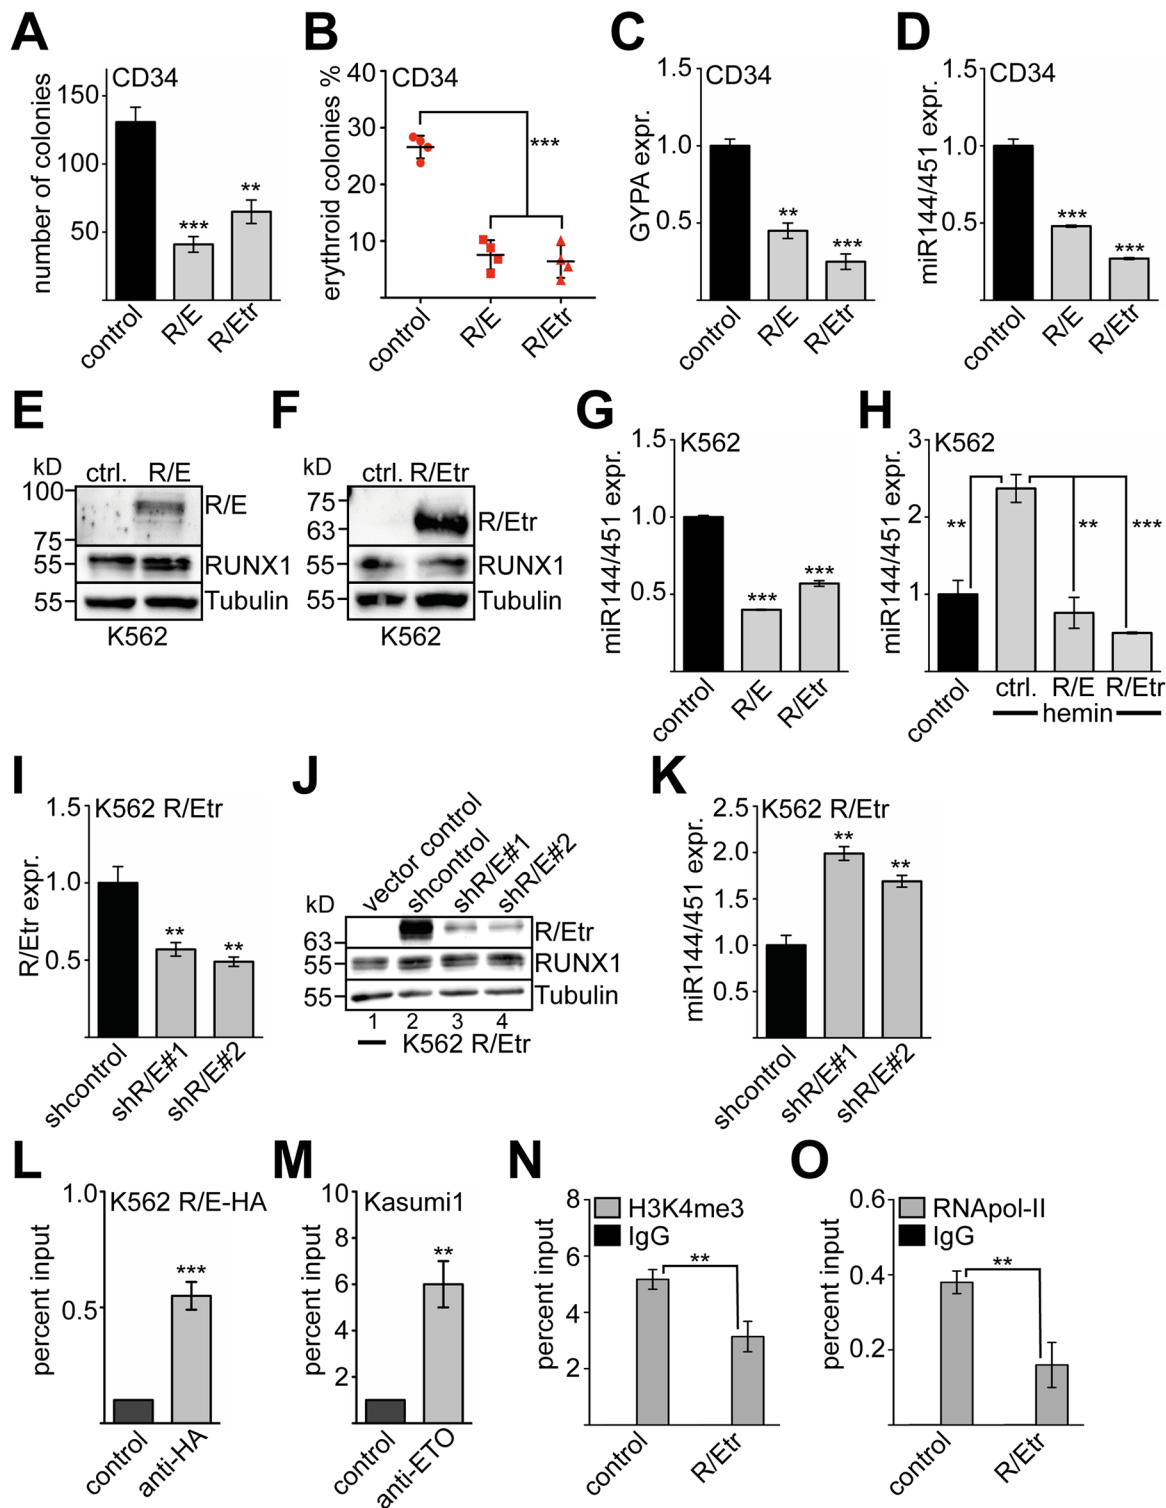 A
number of colonies
CD34
150
100
50
***
**
control
R/E
R/Etr
B
erythroid colonies %
CD34
40
30
20
10
***
control
R/E
R/Etr
C
GYPA expr.
CD34
1.5
1.0
0.5
**
***
control
R/E
R/Etr
D
miR144/451 expr.
CD34
1.5
1.0
0.5
***
***
control
R/E
R/Etr
E
kD
ctrl. R/E
100
R/E
75
55
RUNX1
55
Tubulin
K562
F
kD
ctrl. R/Etr
75
63
R/Etr
55
RUNX1
55
Tubulin
K562
G
miR144/451 expr.
K562
1.5
1.0
0.5
***
***
control
R/E
R/Etr
H
miR144/451 expr.
K562
3
2
1
**
**
***
control
ctrl. R/E R/Etr
hemin
I
R/Etr expr.
K562 R/Etr
1.5
1.0
0.5
**
**
shcontrol
shR/E#1
shR/E#2
J
vector control
shcontrol
shR/E#1
shR/E#2
kD
R/Etr
63
55
RUNX1
55
Tubulin
1 2 3 4
K562 R/Etr
K
miR144/451 expr.
K562 R/Etr
2.5
2.0
1.5
1.0
0.5
**
**
shcontrol
shR/E#1
shR/E#2
L
percent input
K562 R/E-HA
1.0
0.5
***
control
anti-HA
M
percent input
Kasumi1
10
8
6
4
2
**
control
anti-ETO
N
percent input
8
6
4
2
H3K4me3
IgG
**
control
R/Etr
O
percent input
0.6
0.4
0.2
RNApol-II
IgG
**
control
R/Etr